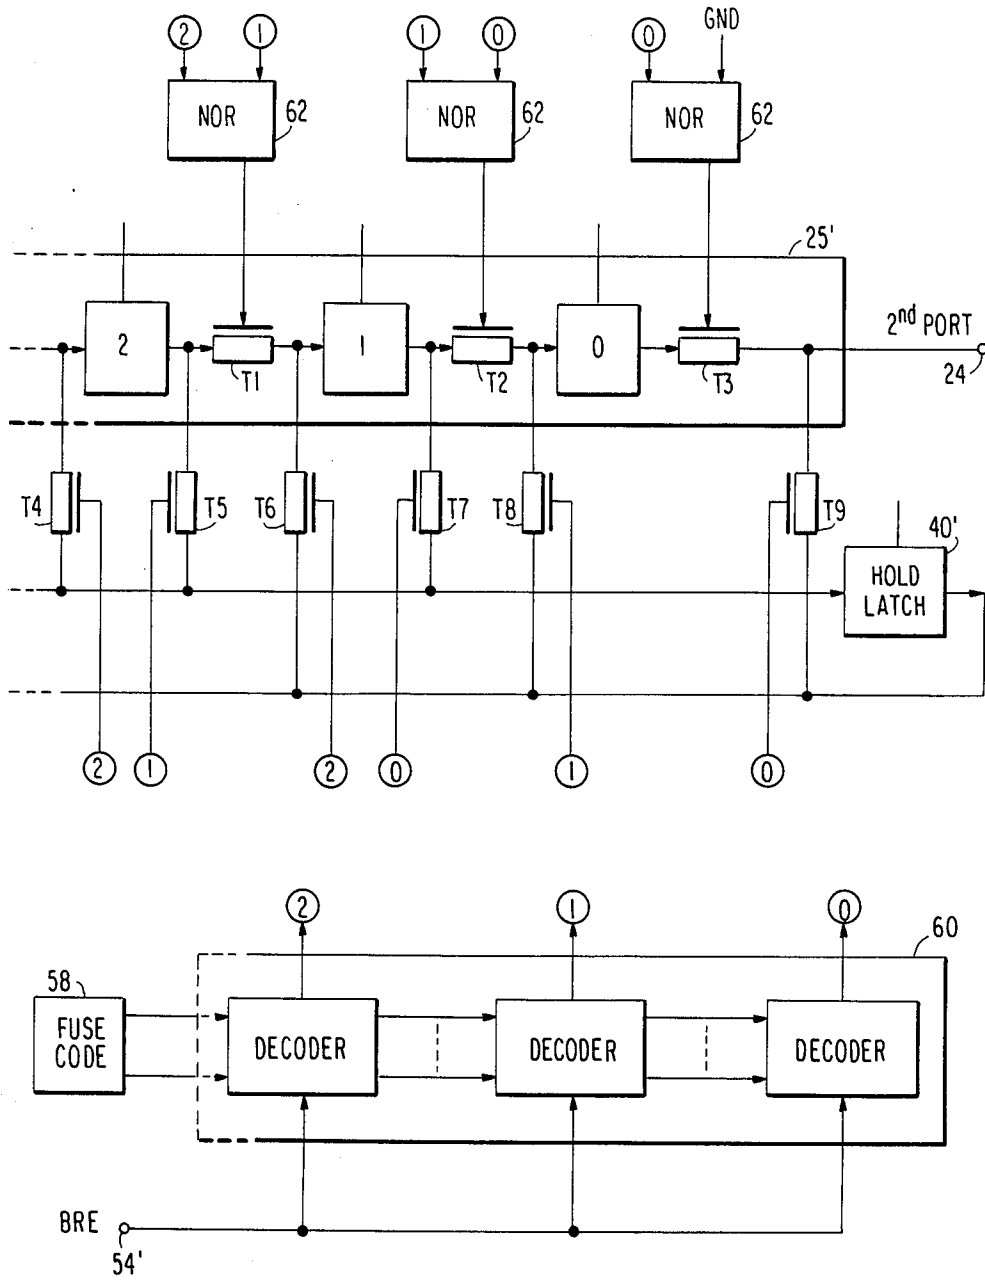 2 1 1 0 0 GND
NOR 62 NOR 62 NOR 62
25'
2 T1 1 T2 0 T3 2nd PORT 24
T4 T5 T6 T7 T8 T9 40'
HOLD LATCH
2 1 2 0 1 0
2 1 0 60
58
FUSE CODE DECODER DECODER DECODER
BRE 54'